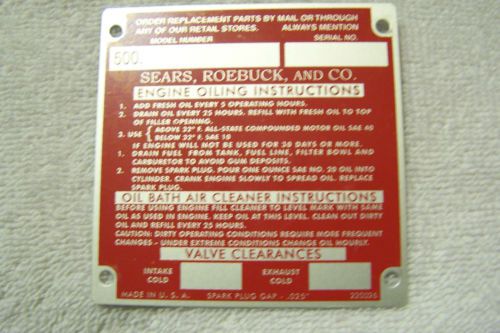 ORDER REPLACEMENT PARTS BY MAIL OR THROUGH
ANY OF OUR RETAIL STORES. ALWAYS MENTION
MODEL NUMBER SERIAL NO.
500.
SEARS, ROEBUCK, AND CO.
ENGINE OILING INSTRUCTIONS
1. ADD FRESH OIL EVERY 5 OPERATING HOURS.
2. DRAIN OIL EVERY 25 HOURS. REFILL WITH FRESH OIL TO TOP
OF FILLER OPENING.
3. USE { ABOVE 32° F. ALL-STATE COMPOUNDED MOTOR OIL SAE 40
BELOW 32° F. SAE 10
IF ENGINE WILL NOT BE USED FOR 30 DAYS OR MORE.
1. DRAIN FUEL FROM TANK, FUEL LINE, FILTER BOWL AND
CARBURETOR TO AVOID GUM DEPOSITS.
2. REMOVE SPARK PLUG. POUR ONE OUNCE SAE NO. 20 OIL INTO
CYLINDER. CRANK ENGINE SLOWLY TO SPREAD OIL. REPLACE
SPARK PLUG.
OIL BATH AIR CLEANER INSTRUCTIONS
BEFORE USING ENGINE FILL CLEANER TO LEVEL MARK WITH SAME
OIL AS USED IN ENGINE. KEEP OIL AT THIS LEVEL. CLEAN OUT DIRTY
OIL AND REFILL EVERY 25 HOURS.
CAUTION: DIRTY OPERATING CONDITIONS REQUIRE MORE FREQUENT
CHANGES - UNDER EXTREME CONDITIONS CHANGE OIL HOURLY.
VALVE CLEARANCES
INTAKE COLD EXHAUST COLD
MADE IN U. S. A. SPARK PLUG GAP - .025"